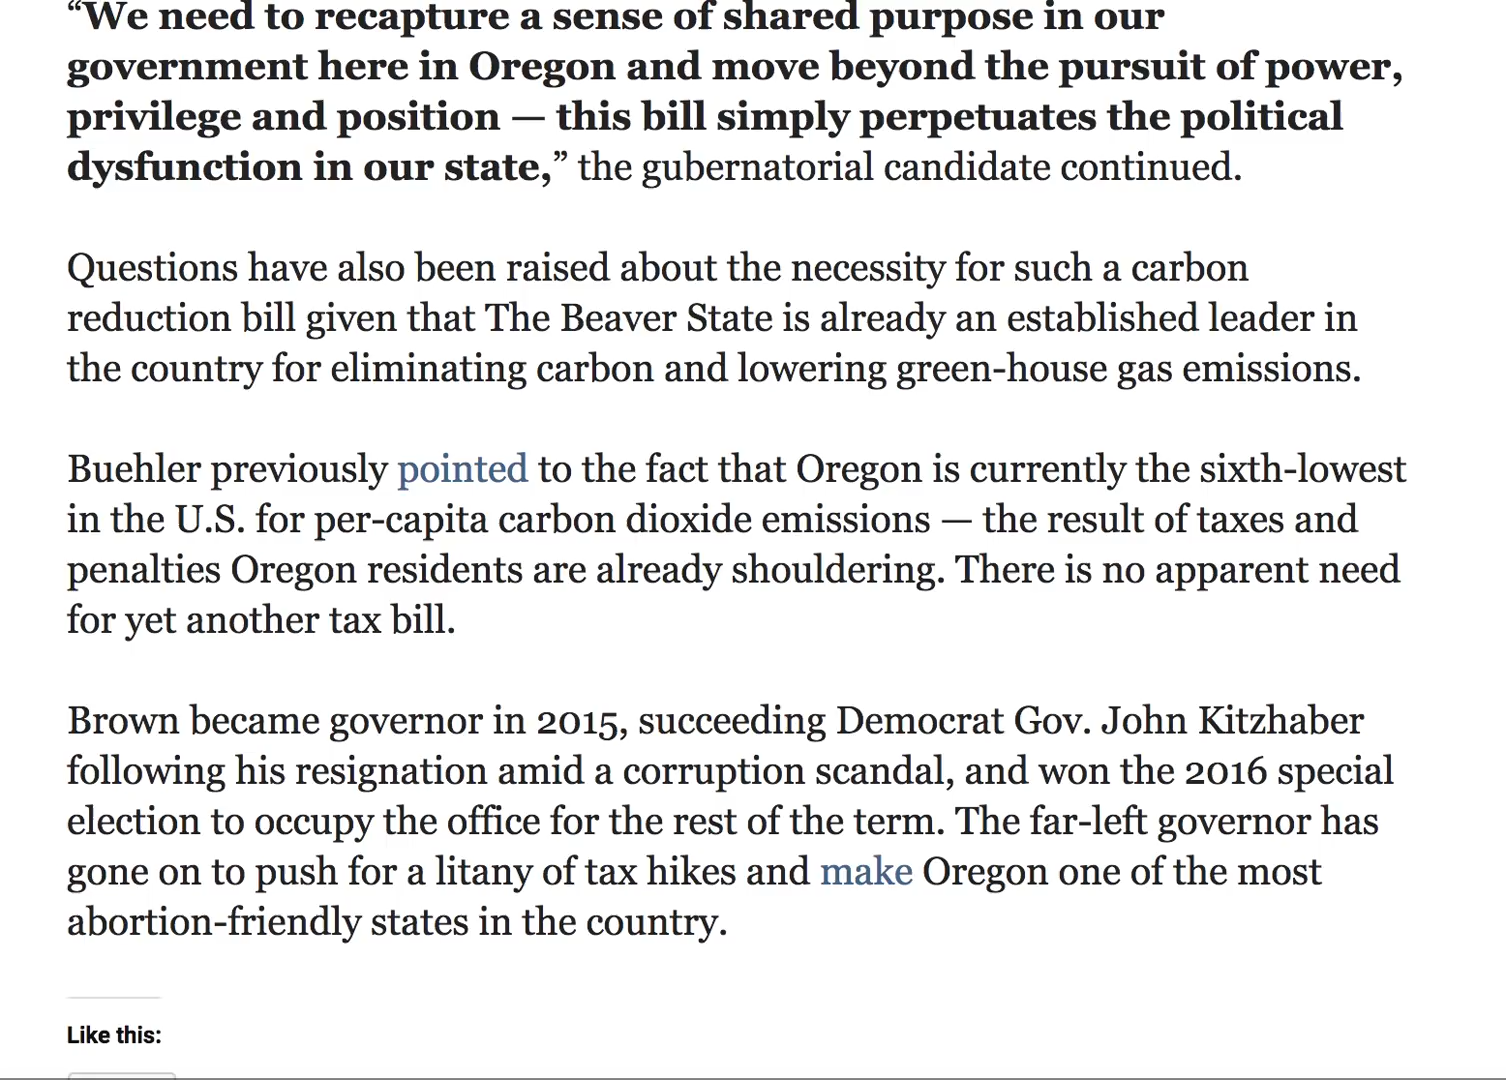 “We need to recapture a sense of shared purpose in our
government here in Oregon and move beyond the pursuit of power,
privilege and position — this bill simply perpetuates the political
dysfunction in our state,” the gubernatorial candidate continued.
Questions have also been raised about the necessity for such a carbon
reduction bill given that The Beaver State is already an established leader in
the country for eliminating carbon and lowering green-house gas emissions.
Buehler previously pointed to the fact that Oregon is currently the sixth-lowest
in the U.S. for per-capita carbon dioxide emissions — the result of taxes and
penalties Oregon residents are already shouldering. There is no apparent need
for yet another tax bill.
Brown became governor in 2015, succeeding Democrat Gov. John Kitzhaber
following his resignation amid a corruption scandal, and won the 2016 special
election to occupy the office for the rest of the term. The far-left governor has
gone on to push for a litany of tax hikes and make Oregon one of the most
abortion-friendly states in the country.
Like this: